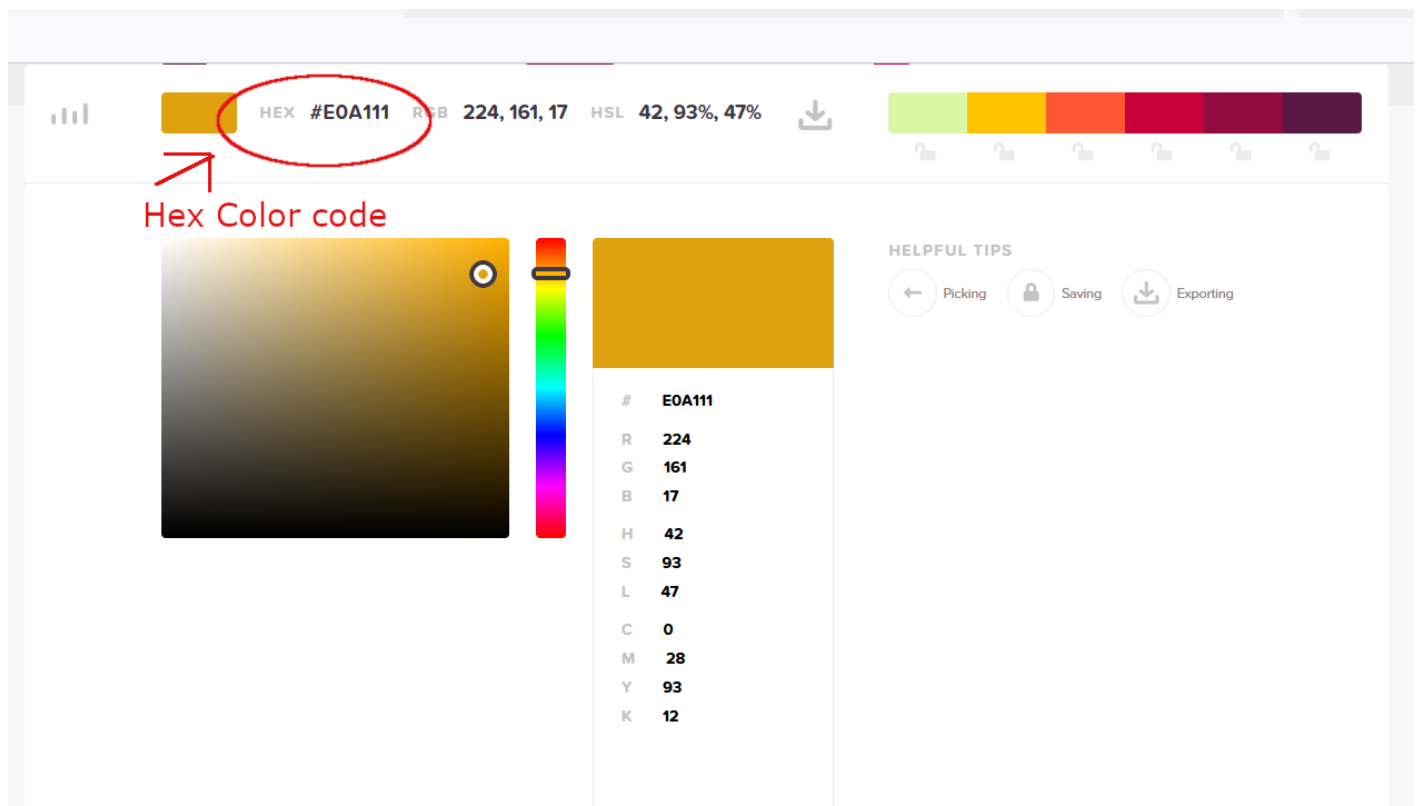 HEX #E0A111 RGB 224, 161, 17 HSL 42, 93%, 47%
Hex Color code
HELPFUL TIPS
Picking Saving Exporting
# E0A111
R 224
G 161
B 17
H 42
S 93
L 47
C 0
M 28
Y 93
K 12